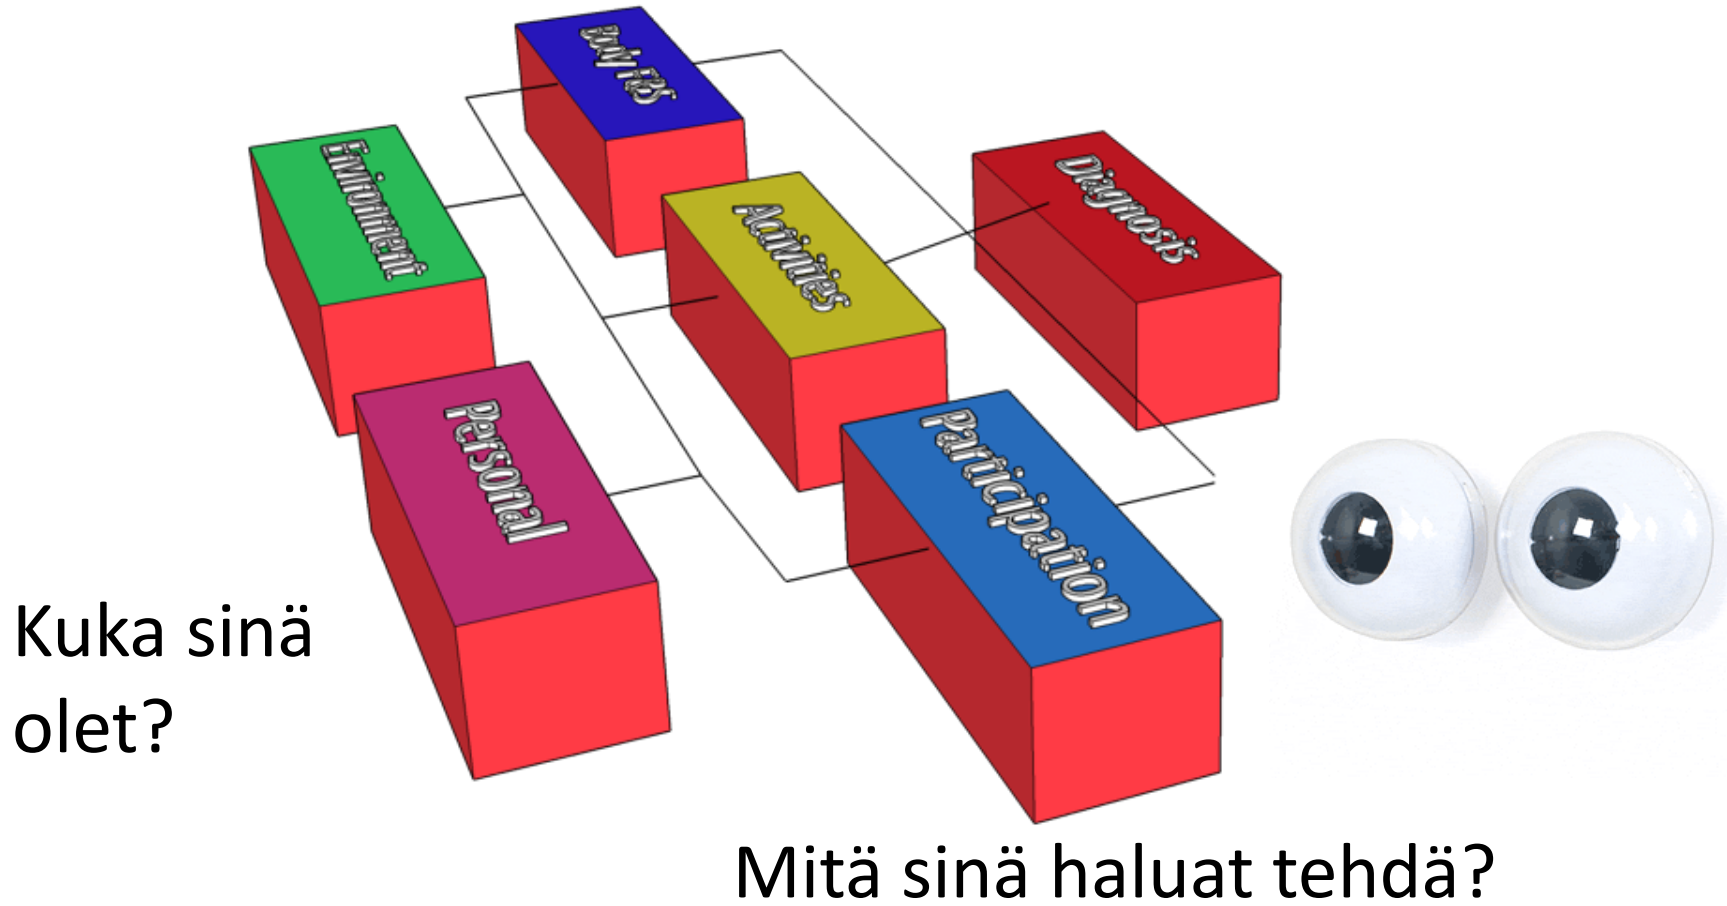 Body F&S
Environment
Diagnosis
Activities
Personal
Participation
Kuka sinä
olet?
Mitä sinä haluat tehdä?